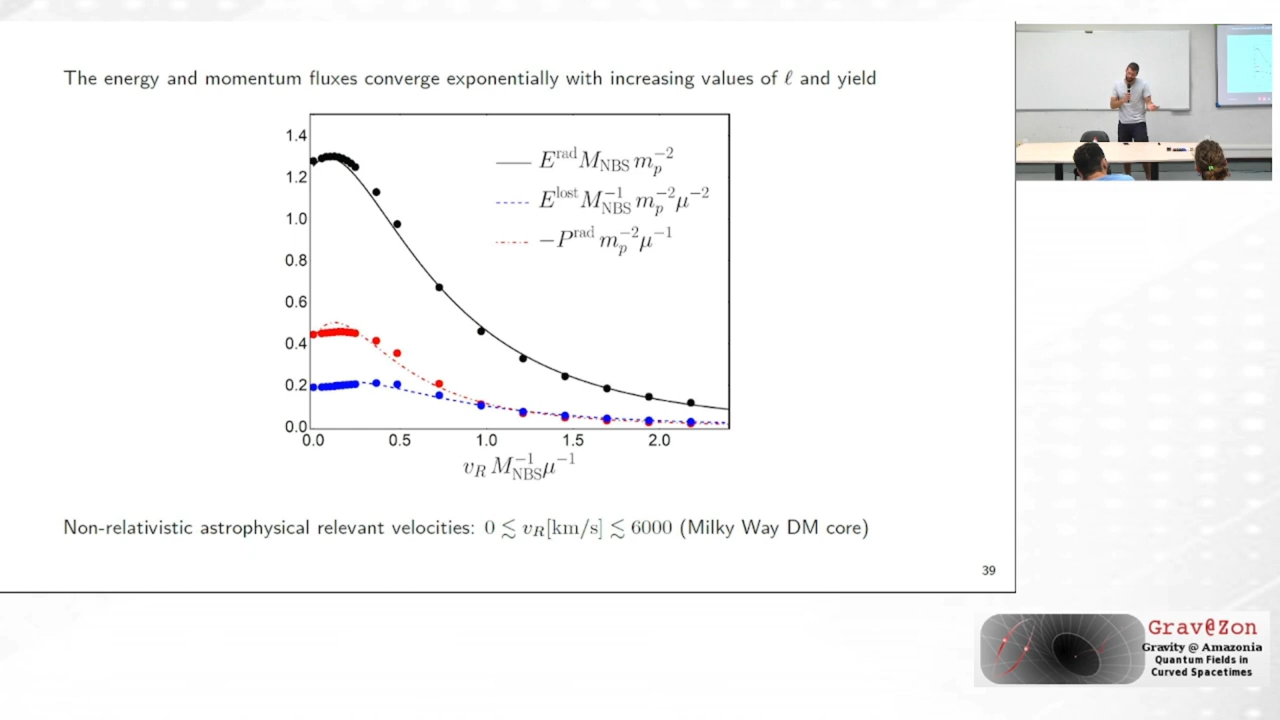 The energy and momentum fluxes converge exponentially with increasing values of ℓ and yield
1.4
1.2
1.0
0.8
0.6
0.4
0.2
0.0
0.0 0.5 1.0 1.5 2.0
E^rad M_NBS m_p^−2
E^lost M_NBS^−1 m_p^−2 μ^−2
−P^rad m_p^−2 μ^−1
v_R M_NBS^−1 μ^−1
Non-relativistic astrophysical relevant velocities: 0 ≲ v_R[km/s] ≲ 6000 (Milky Way DM core)
39
Grav@Zon
Gravity @ Amazonia
Quantum Fields in
Curved Spacetimes